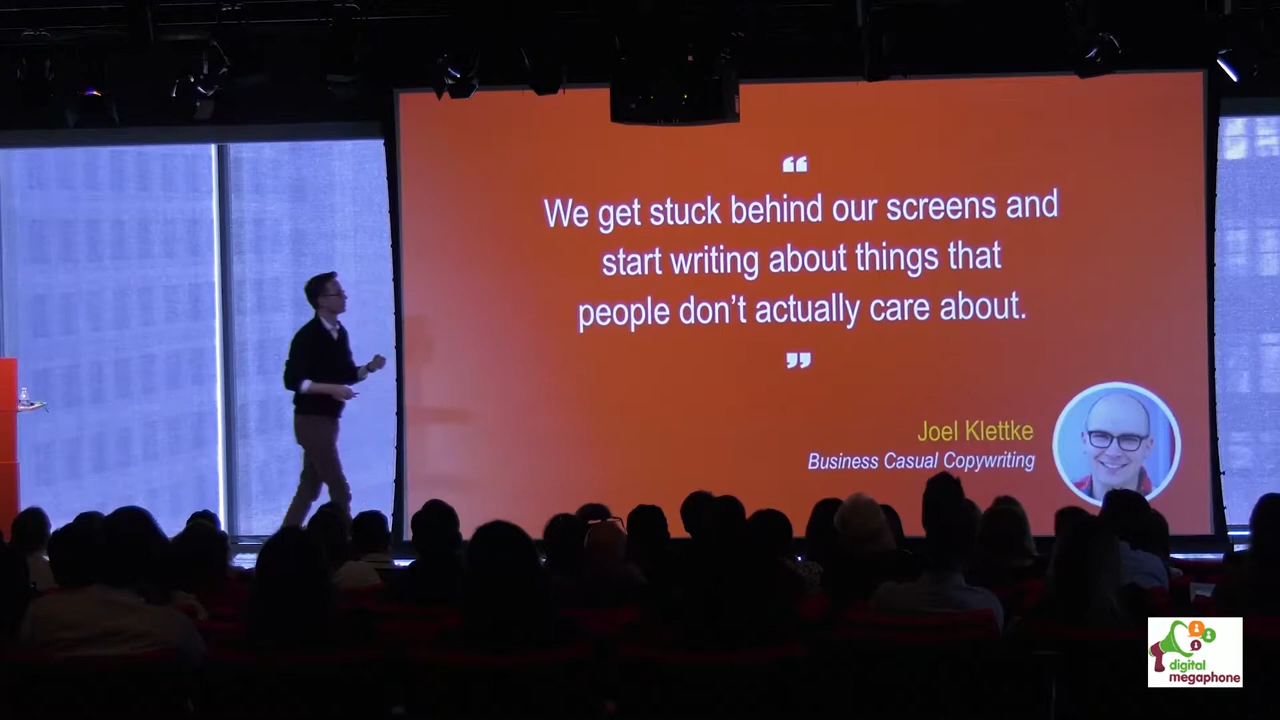 “
We get stuck behind our screens and
start writing about things that
people don’t actually care about.
”
Joel Klettke
Business Casual Copywriting
digital
megaphone